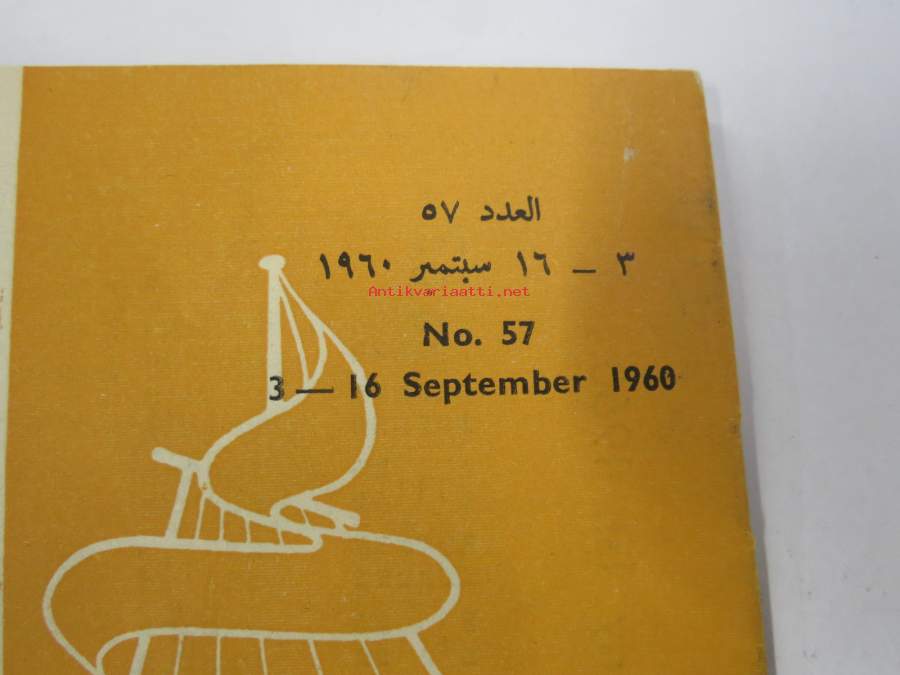 العدد ٥٧
٣ – ١٦ سبتمبر ١٩٦٠
Antikvariaatti.net
No. 57
3 — 16 September 1960